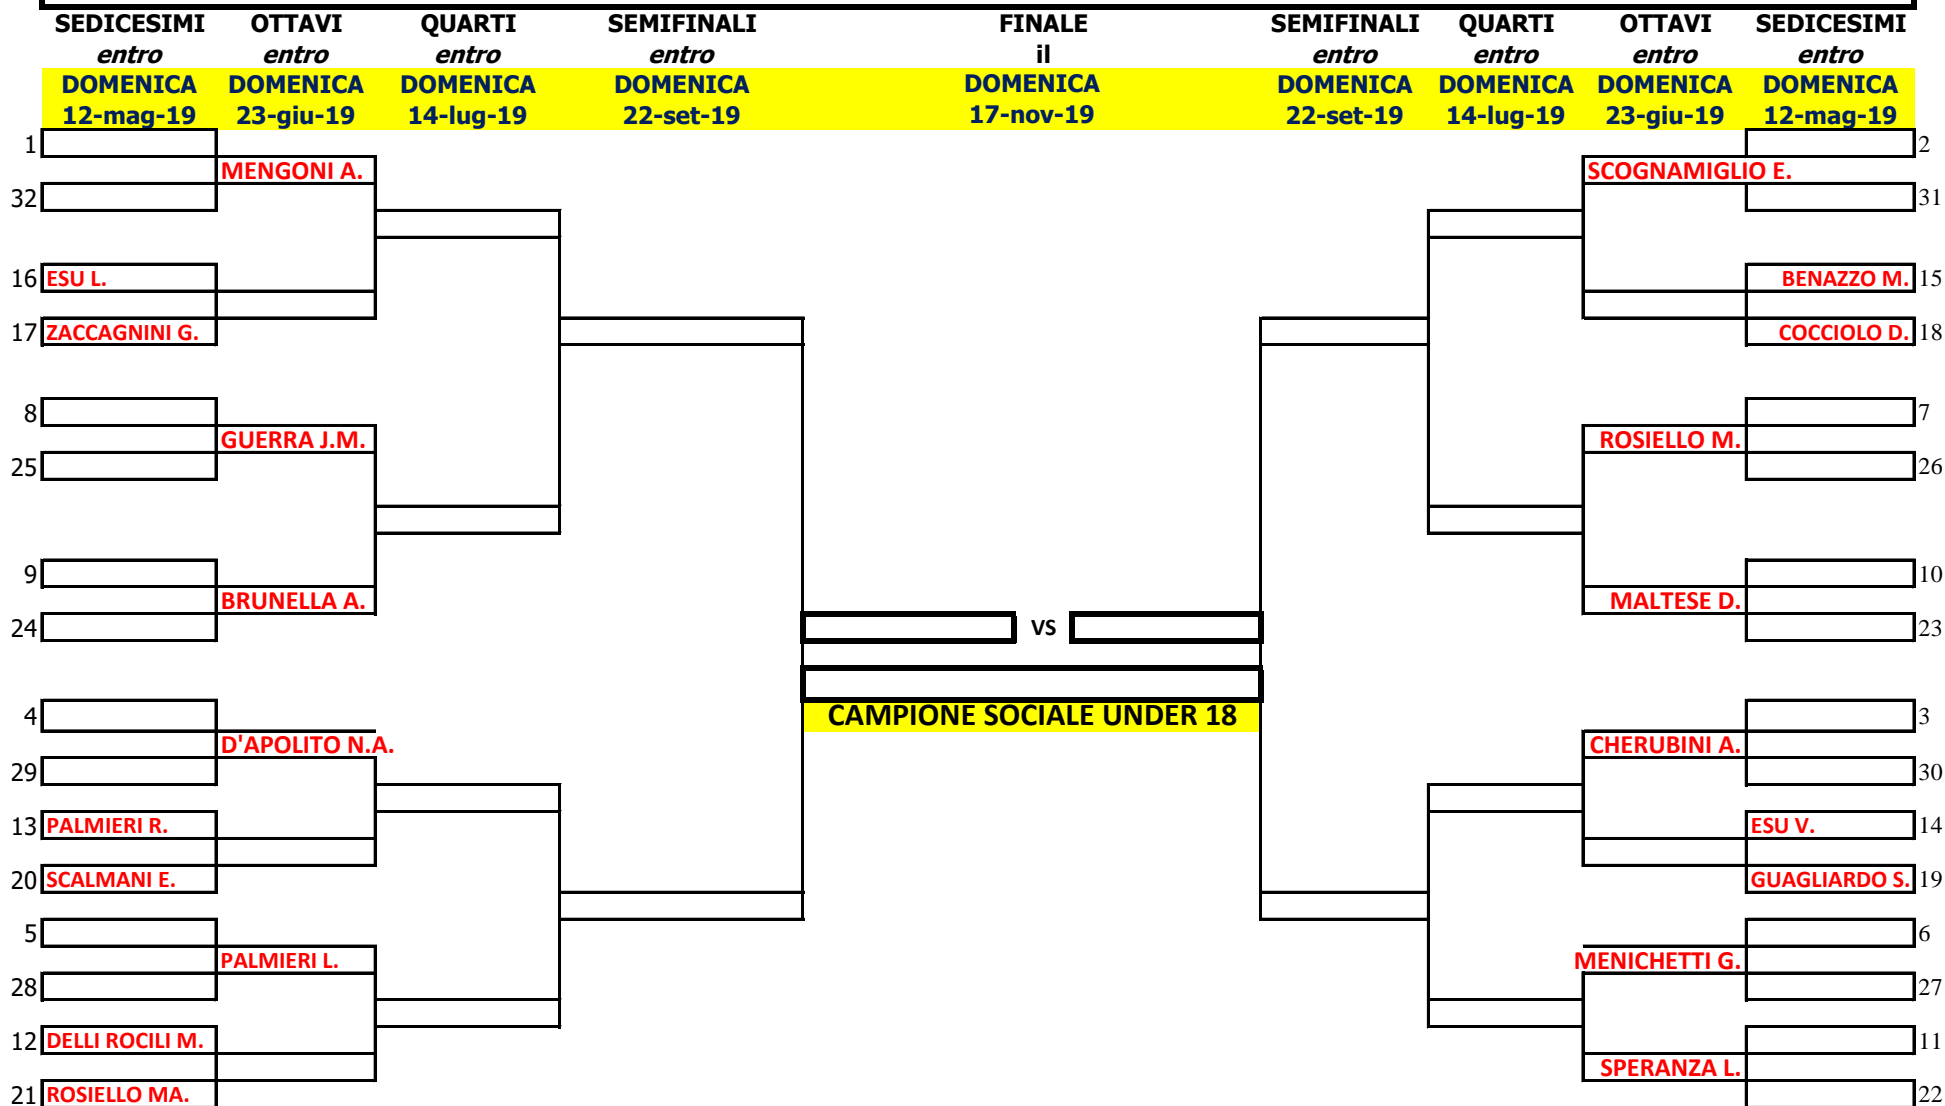 SEDICESIMI OTTAVI QUARTI SEMIFINALI FINALE SEMIFINALI QUARTI OTTAVI SEDICESIMI
entro entro entro entro il entro entro entro entro
DOMENICA DOMENICA DOMENICA DOMENICA DOMENICA DOMENICA DOMENICA DOMENICA DOMENICA
12-mag-19 23-giu-19 14-lug-19 22-set-19 17-nov-19 22-set-19 14-lug-19 23-giu-19 12-mag-19
1 2
MENGONI A. SCOGNAMIGLIO E.
32 31
16 ESU L. BENAZZO M. 15
17 ZACCAGNINI G. COCCIOLO D. 18
8 7
GUERRA J.M. ROSIELLO M.
25 26
9 10
BRUNELLA A. MALTESE D.
24 VS 23
4 CAMPIONE SOCIALE UNDER 18 3
D'APOLITO N.A. CHERUBINI A.
29 30
13 PALMIERI R. ESU V. 14
20 SCALMANI E. GUAGLIARDO S. 19
5 6
PALMIERI L. MENICHETTI G.
28 27
12 DELLI ROCILI M. 11
SPERANZA L.
21 ROSIELLO MA. 22